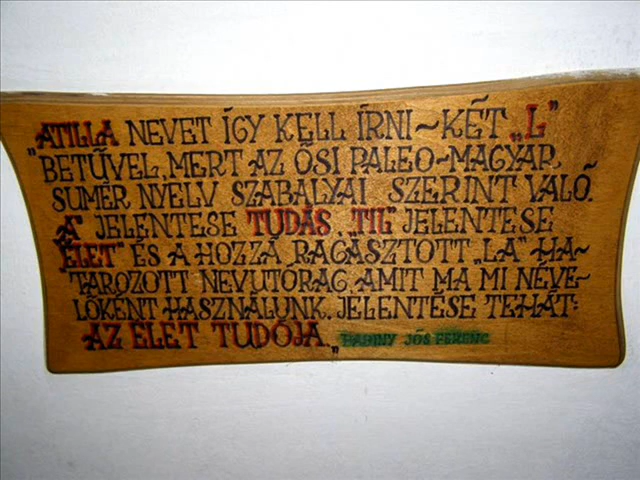 ATILLA NEVET ÍGY KELL ÍRNI~KÉT „L"
BETŰVEL, MERT AZ ŐSI PALEO-MAGYAR
SUMÉR NYELV SZABÁLYAI SZERINT VALÓ.
„A" JELENTESE TUDÁS. „TIL" JELENTESE
„ÉLET" ÉS A HOZZÁ RAGASZTOTT „LA" HA~
TÁROZOTT NÉVUTÓRAG, AMIT MA MI NÉVE~
LŐKÉNT HASZNÁLUNK. JELENTÉSE TEHÁT:
AZ ÉLET TUDÓJA." BADINY JÓS FERENC